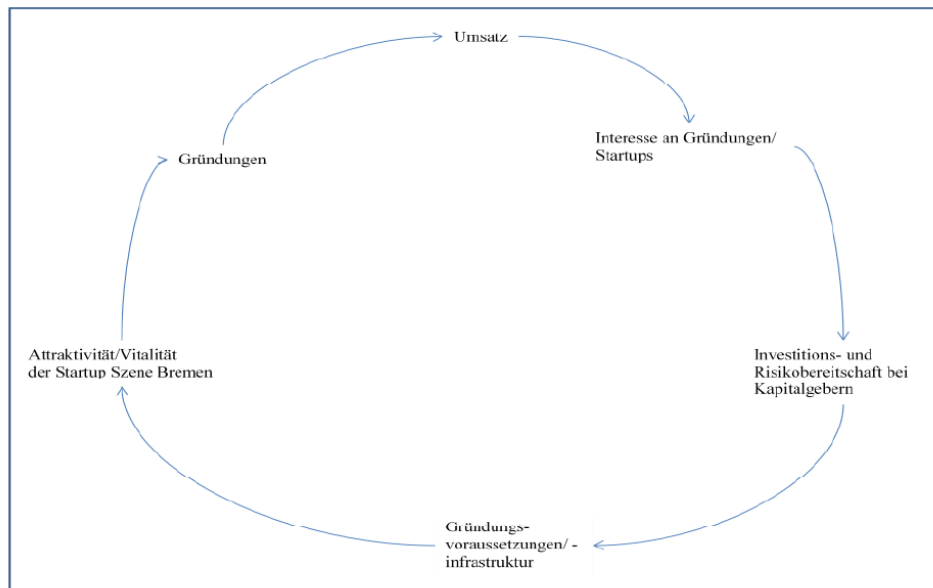 Umsatz
Interesse an Gründungen/
Startups
Gründungen
Attraktivität/Vitalität
der Startup Szene Bremen
Investitions- und
Risikobereitschaft bei
Kapitalgebern
Gründungs-
voraussetzungen/ -
infrastruktur